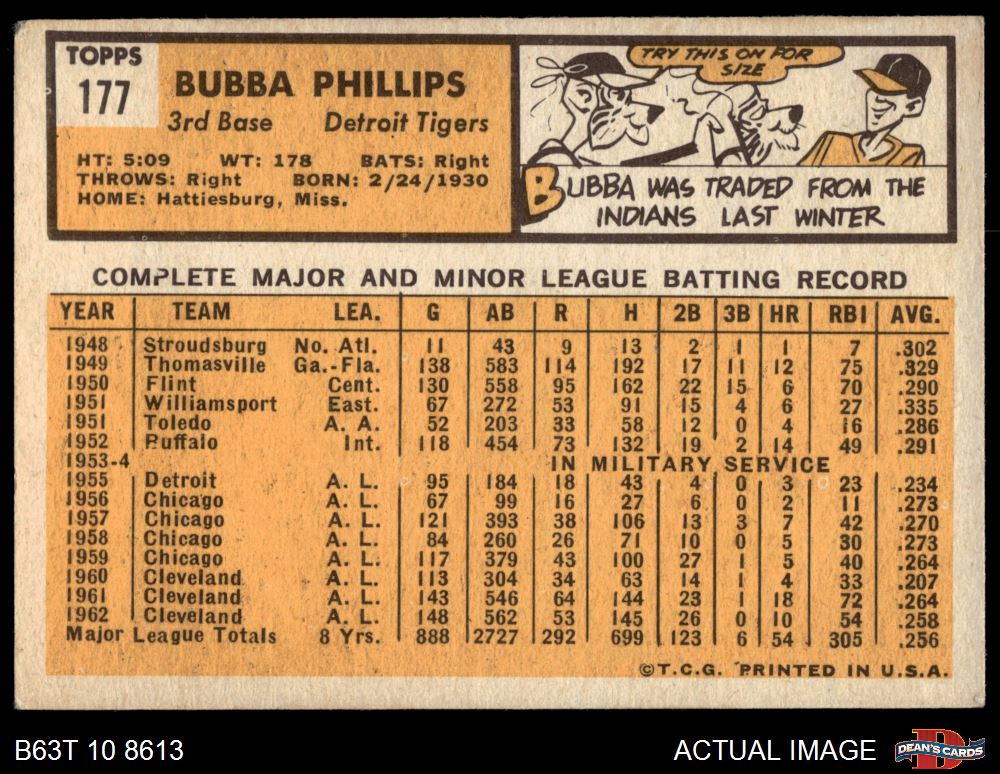 TOPPS
177
BUBBA PHILLIPS
3rd Base Detroit Tigers
HT: 5:09 WT: 178 BATS: Right
THROWS: Right BORN: 2/24/1930
HOME: Hattiesburg, Miss.
TRY THIS ON FOR
SIZE
BUBBA WAS TRADED FROM THE
INDIANS LAST WINTER
COMPLETE MAJOR AND MINOR LEAGUE BATTING RECORD
YEAR TEAM LEA. G AB R H 2B 3B HR RBI AVG.
1948 Stroudsburg No. Atl. 11 43 9 13 2 1 1 7 .302
1949 Thomasville Ga.-Fla. 138 583 114 192 17 11 12 75 .329
1950 Flint Cent. 130 558 95 162 22 15 6 70 .290
1951 Williamsport East. 67 272 53 91 15 4 6 27 .335
1951 Toledo A. A. 52 203 33 58 12 0 4 16 .286
1952 Buffalo Int. 118 454 73 132 19 2 14 49 .291
1953-4 IN MILITARY SERVICE
1955 Detroit A. L. 95 184 18 43 4 0 3 23 .234
1956 Chicago A. L. 67 99 16 27 6 0 2 11 .273
1957 Chicago A. L. 121 393 38 106 13 3 7 42 .270
1958 Chicago A. L. 84 260 26 71 10 0 5 30 .273
1959 Chicago A. L. 117 379 43 100 27 1 5 40 .264
1960 Cleveland A. L. 113 304 34 63 14 1 4 33 .207
1961 Cleveland A. L. 143 546 64 144 23 1 18 72 .264
1962 Cleveland A. L. 148 562 53 145 26 0 10 54 .258
Major League Totals 8 Yrs. 888 2727 292 699 123 6 54 305 .256
©T.C.G. PRINTED IN U.S.A.
B63T 10 8613
ACTUAL IMAGE
DEAN'S CARDS